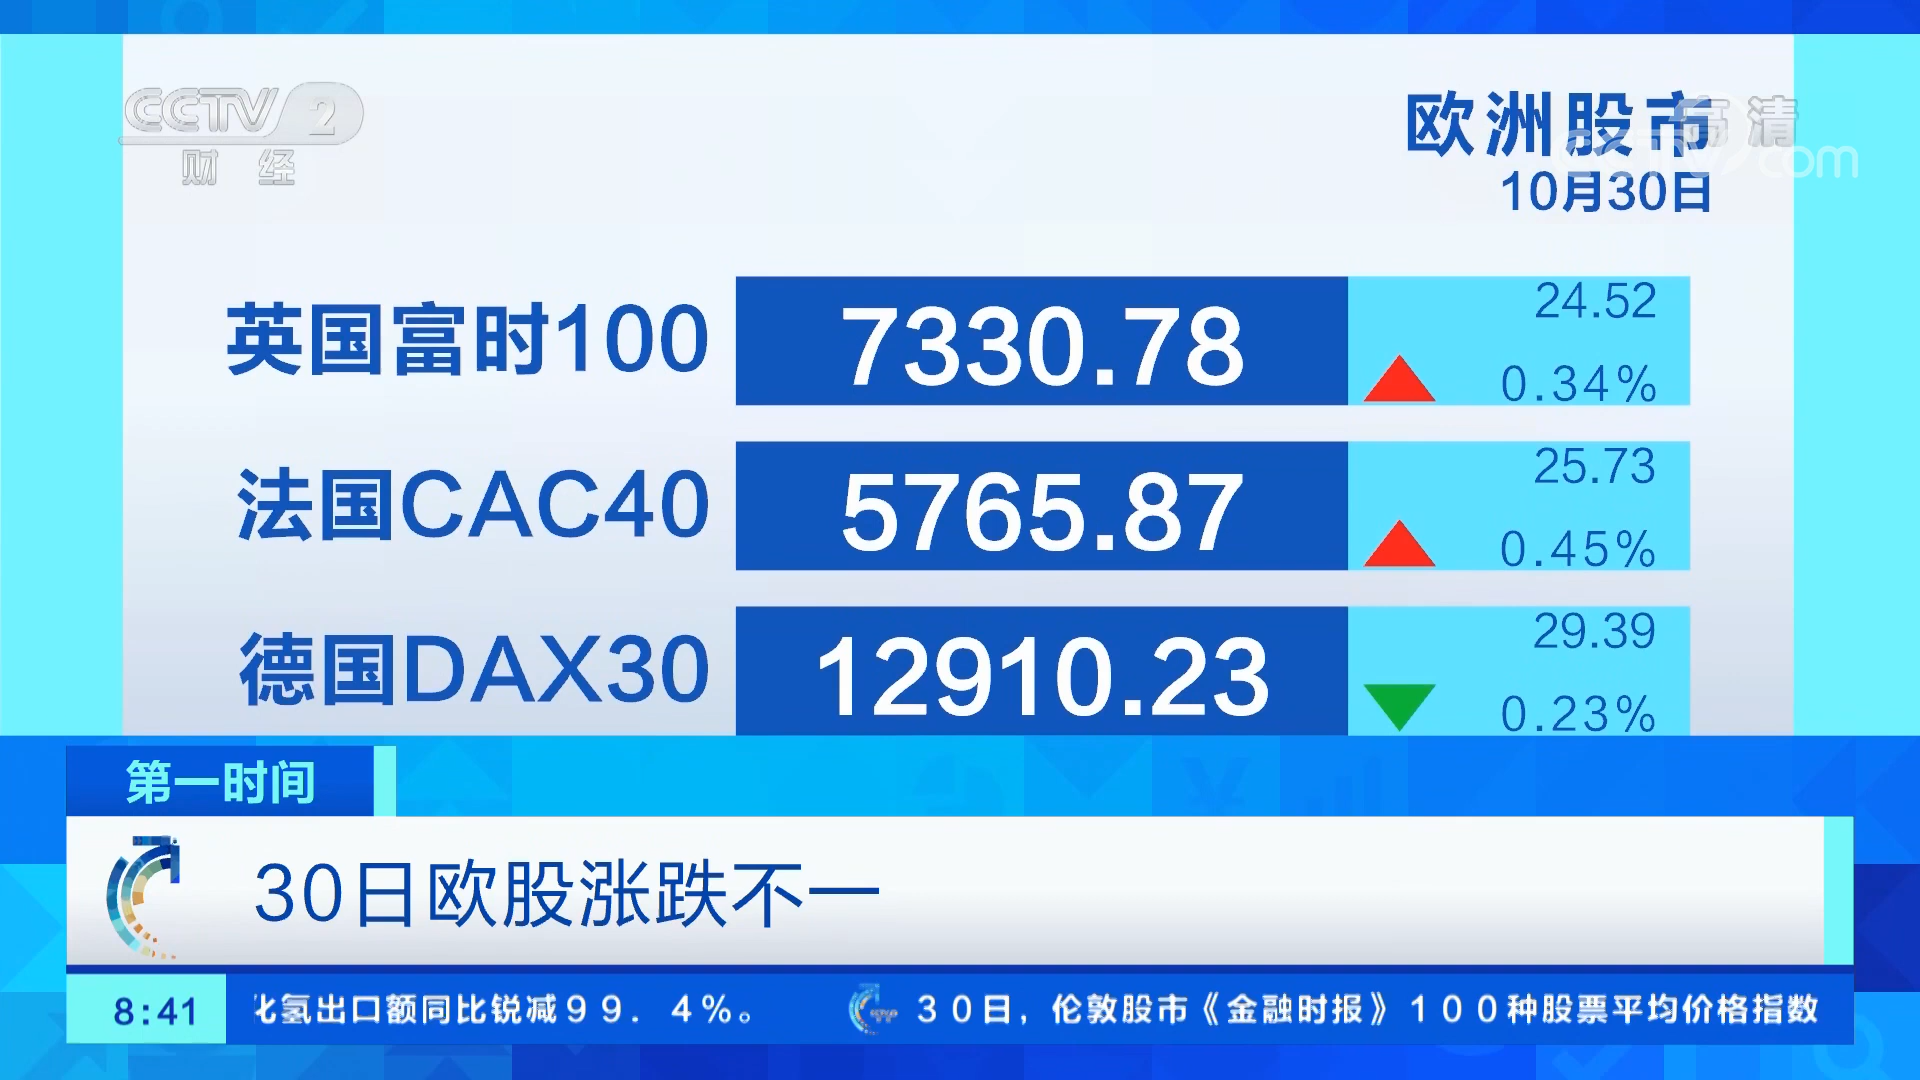 CCTV 2
财 经
高清
CCTV.com
欧洲股市
10月30日
英国富时100 7330.78 24.52 0.34%
法国CAC40 5765.87 25.73 0.45%
德国DAX30 12910.23 29.39 0.23%
第一时间
30日欧股涨跌不一
8:41 化氢出口额同比锐减99．4%。 30日，伦敦股市《金融时报》100种股票平均价格指数